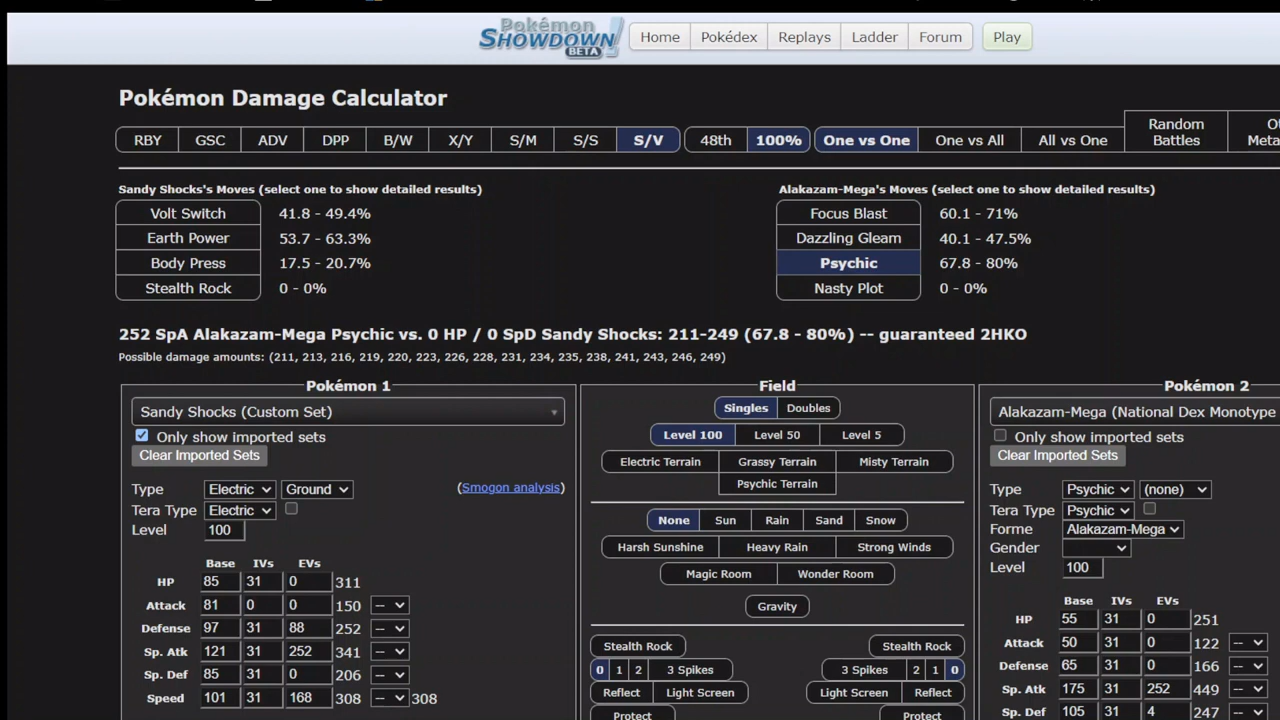 Pokémon
SHOWDOWN!
BETA
Home Pokédex Replays Ladder Forum Play
Pokémon Damage Calculator
RBY GSC ADV DPP B/W X/Y S/M S/S S/V 48th 100% One vs One One vs All All vs One Random Battles
Sandy Shocks's Moves (select one to show detailed results) Alakazam-Mega's Moves (select one to show detailed results)
Volt Switch 41.8 - 49.4% Focus Blast 60.1 - 71%
Earth Power 53.7 - 63.3% Dazzling Gleam 40.1 - 47.5%
Body Press 17.5 - 20.7% Psychic 67.8 - 80%
Stealth Rock 0 - 0% Nasty Plot 0 - 0%
252 SpA Alakazam-Mega Psychic vs. 0 HP / 0 SpD Sandy Shocks: 211-249 (67.8 - 80%) -- guaranteed 2HKO
Possible damage amounts: (211, 213, 216, 219, 220, 223, 226, 228, 231, 234, 235, 238, 241, 243, 246, 249)
Pokémon 1
Sandy Shocks (Custom Set)
Only show imported sets
Clear Imported Sets
Type Electric Ground (Smogon analysis)
Tera Type Electric
Level 100
Base IVs EVs
HP 85 31 0 311
Attack 81 0 0 150 --
Defense 97 31 88 252 --
Sp. Atk 121 31 252 341 --
Sp. Def 85 31 0 206 --
Speed 101 31 168 308 -- 308
Field
Singles Doubles
Level 100 Level 50 Level 5
Electric Terrain Grassy Terrain Misty Terrain
Psychic Terrain
None Sun Rain Sand Snow
Harsh Sunshine Heavy Rain Strong Winds
Magic Room Wonder Room
Gravity
Stealth Rock Stealth Rock
0 1 2 3 Spikes 3 Spikes 2 1 0
Reflect Light Screen Light Screen Reflect
Protect Protect
Pokémon 2
Alakazam-Mega (National Dex Monotype
Only show imported sets
Clear Imported Sets
Type Psychic (none)
Tera Type Psychic
Forme Alakazam-Mega
Gender
Level 100
Base IVs EVs
HP 55 31 0 251
Attack 50 31 0 122 --
Defense 65 31 0 166 --
Sp. Atk 175 31 252 449 --
Sp. Def 105 31 4 247 --